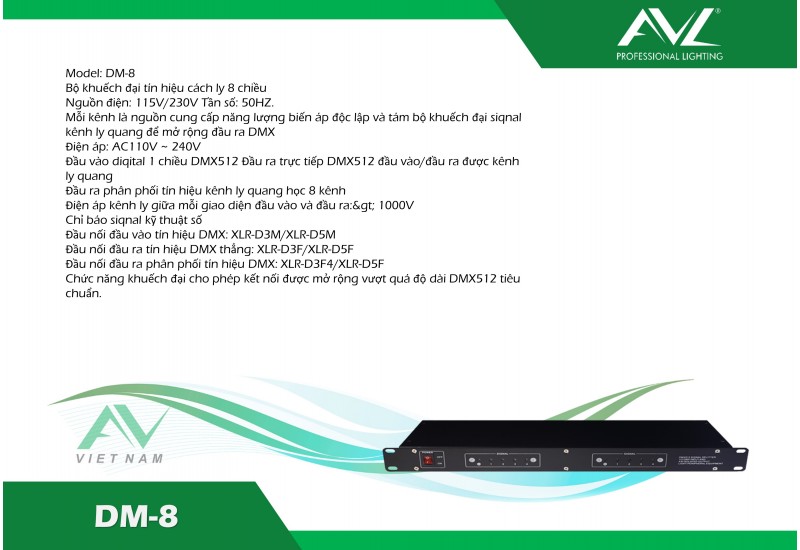 AVL®
PROFESSIONAL LIGHTING
Model: DM-8
Bộ khuếch đại tín hiệu cách ly 8 chiều
Nguồn điện: 115V/230V Tần số: 50HZ.
Mỗi kênh là nguồn cung cấp năng lượng biến áp độc lập và tám bộ khuếch đại siqnal
kênh ly quang để mở rộng đầu ra DMX
Điện áp: AC110V ~ 240V
Đầu vào diqital 1 chiều DMX512 Đầu ra trực tiếp DMX512 đầu vào/đầu ra được kênh
ly quang
Đầu ra phân phối tín hiệu kênh ly quang học 8 kênh
Điện áp kênh ly giữa mỗi giao diện đầu vào và đầu ra:&gt; 1000V
Chỉ báo siqnal kỹ thuật số
Đầu nối đầu vào tín hiệu DMX: XLR-D3M/XLR-D5M
Đầu nối đầu ra tín hiệu DMX thẳng: XLR-D3F/XLR-D5F
Đầu nối đầu ra phân phối tín hiệu DMX: XLR-D3F4/XLR-D5F
Chức năng khuếch đại cho phép kết nối được mở rộng vượt quá độ dài DMX512 tiêu
chuẩn.
AV
VIET NAM
DM-8